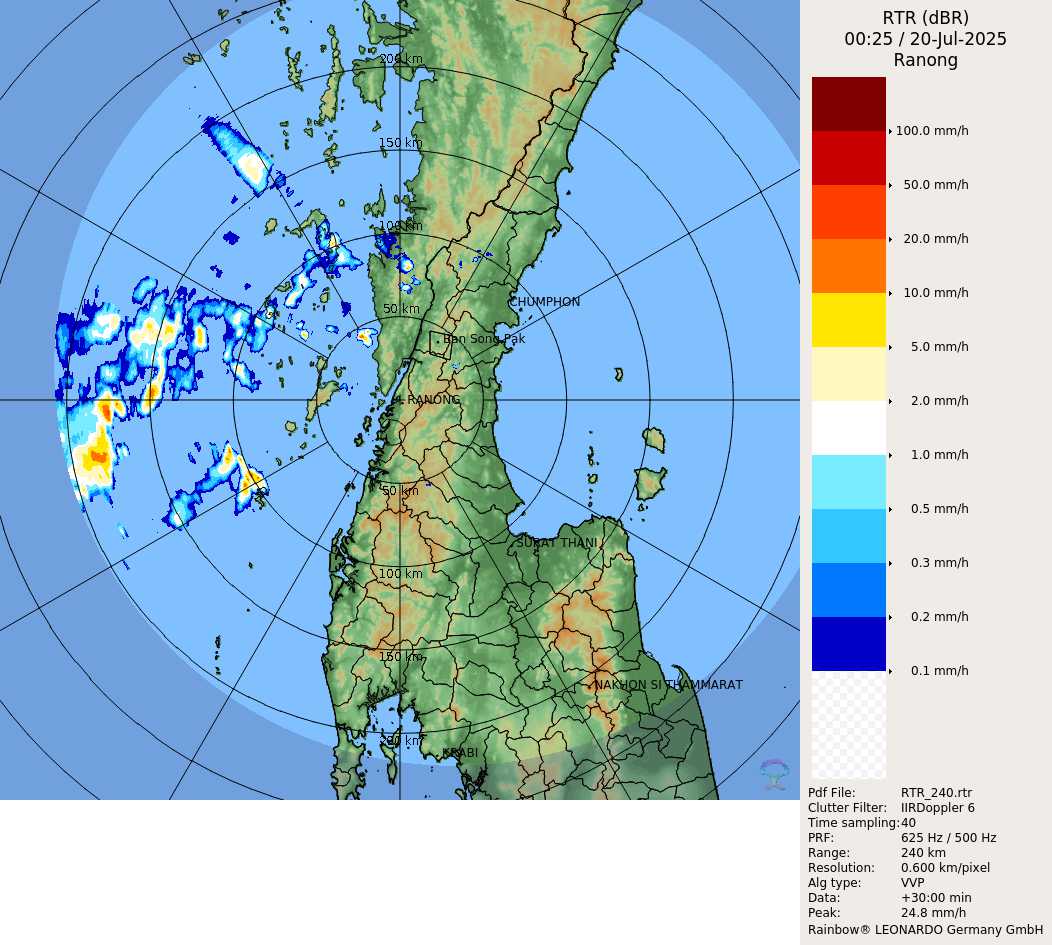 RTR (dBR)
00:25 / 20-Jul-2025
Ranong
200 km
150 km
100 km
50 km
CHUMPHON
Ban Song Pak
RANONG
50 km
SURAT THANI
100 km
150 km
NAKHON SI THAMMARAT
200 km
KRABI
100.0 mm/h
50.0 mm/h
20.0 mm/h
10.0 mm/h
5.0 mm/h
2.0 mm/h
1.0 mm/h
0.5 mm/h
0.3 mm/h
0.2 mm/h
0.1 mm/h
Pdf File: RTR_240.rtr
Clutter Filter: IIRDoppler 6
Time sampling: 40
PRF: 625 Hz / 500 Hz
Range: 240 km
Resolution: 0.600 km/pixel
Alg type: VVP
Data: +30:00 min
Peak: 24.8 mm/h
Rainbow® LEONARDO Germany GmbH